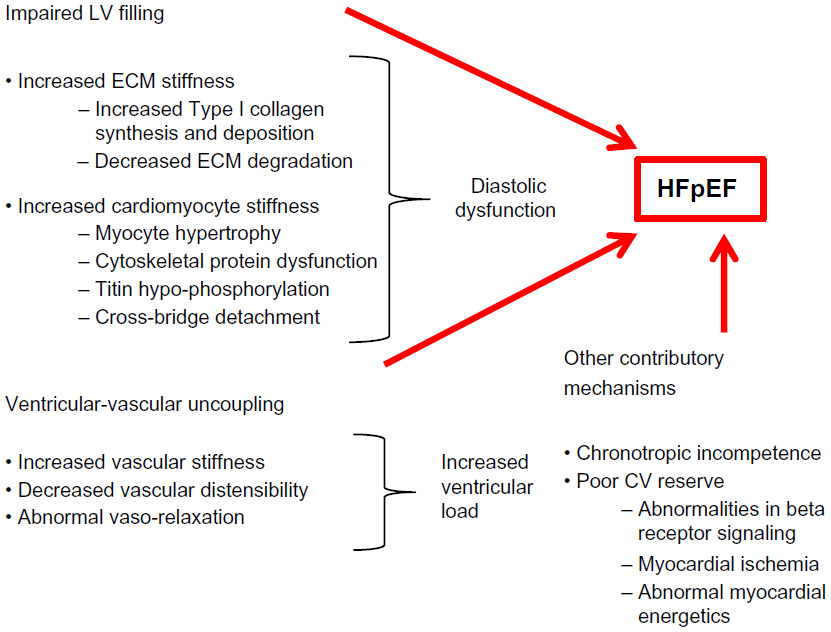 Impaired LV filling
• Increased ECM stiffness
– Increased Type I collagen
synthesis and deposition
– Decreased ECM degradation
• Increased cardiomyocyte stiffness
– Myocyte hypertrophy
– Cytoskeletal protein dysfunction
– Titin hypo-phosphorylation
– Cross-bridge detachment
Diastolic
dysfunction
HFpEF
Ventricular-vascular uncoupling
• Increased vascular stiffness
• Decreased vascular distensibility
• Abnormal vaso-relaxation
Increased
ventricular
load
Other contributory
mechanisms
• Chronotropic incompetence
• Poor CV reserve
– Abnormalities in beta
receptor signaling
– Myocardial ischemia
– Abnormal myocardial
energetics